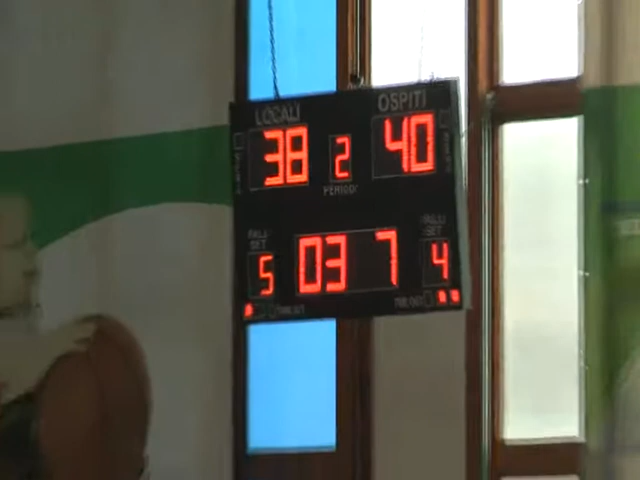 LOCALI OSPITI
38 2 40
PERIODO
FALLI SET FALLI SET
5 03 7 4